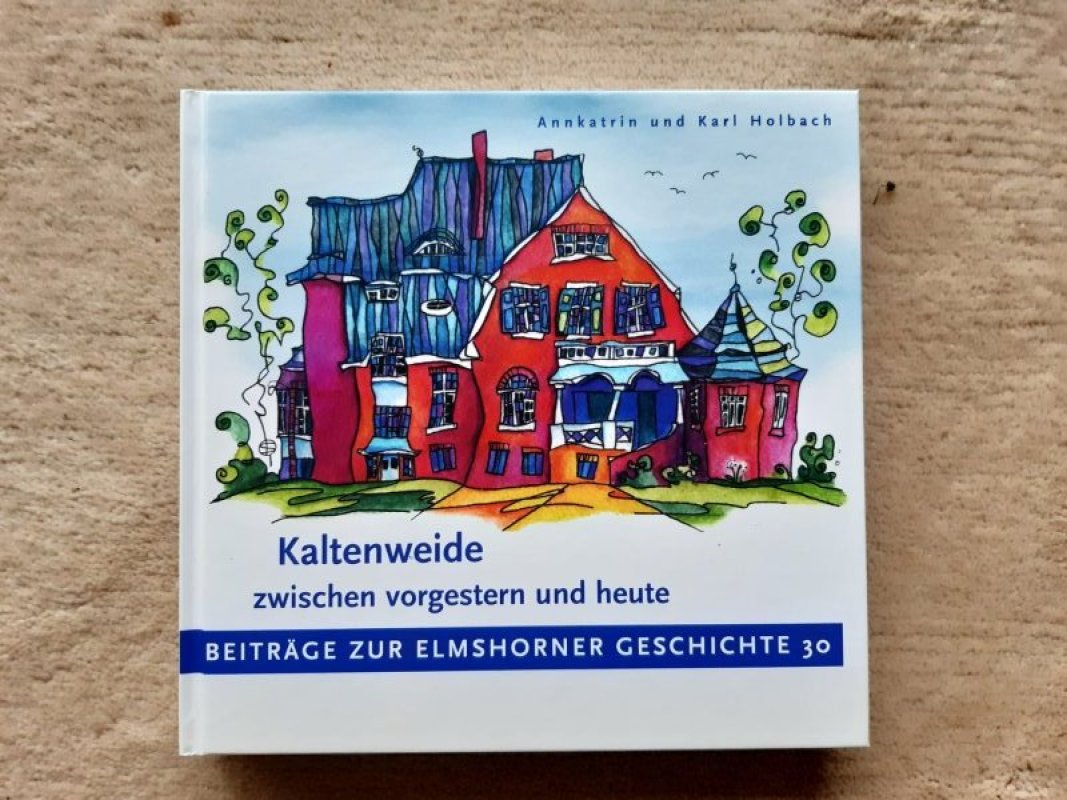 Annkatrin und Karl Holbach
Kaltenweide
zwischen vorgestern und heute
BEITRÄGE ZUR ELMSHORNER GESCHICHTE 30